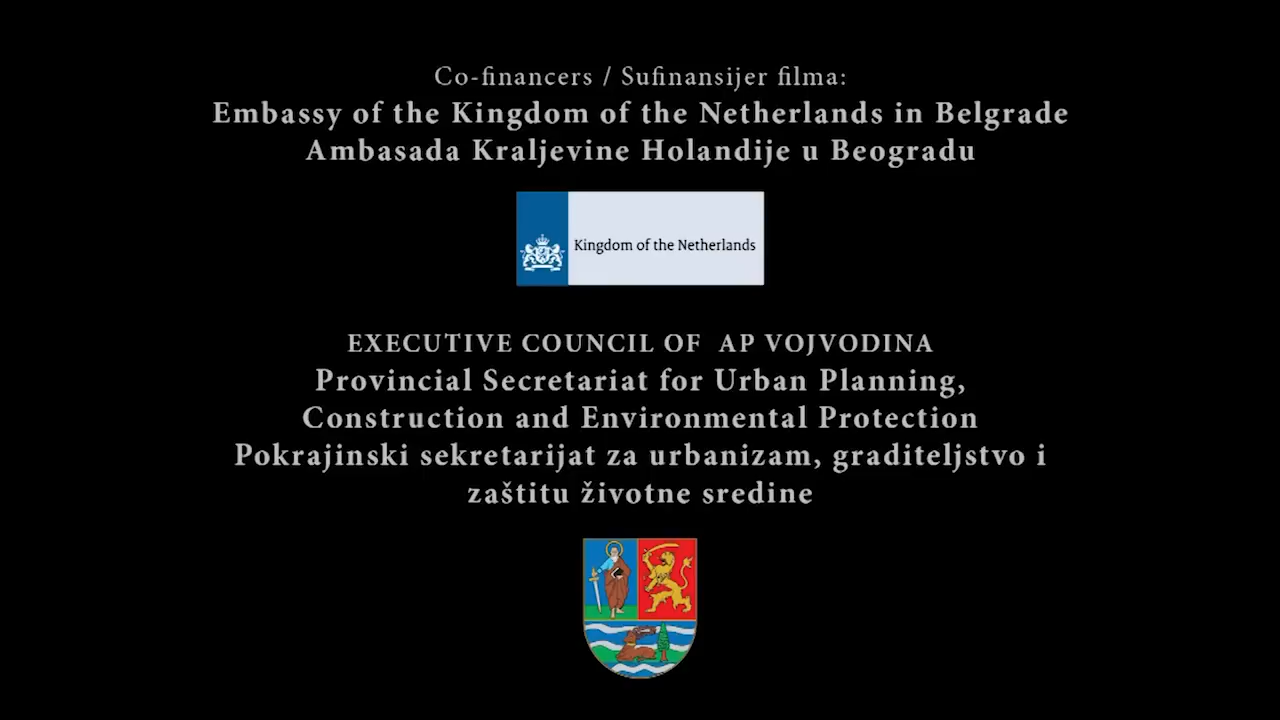 Co-financers / Sufinansijer filma:
Embassy of the Kingdom of the Netherlands in Belgrade
Ambasada Kraljevine Holandije u Beogradu
Kingdom of the Netherlands
EXECUTIVE COUNCIL OF AP VOJVODINA
Provincial Secretariat for Urban Planning,
Construction and Environmental Protection
Pokrajinski sekretarijat za urbanizam, graditeljstvo i
zaštitu životne sredine